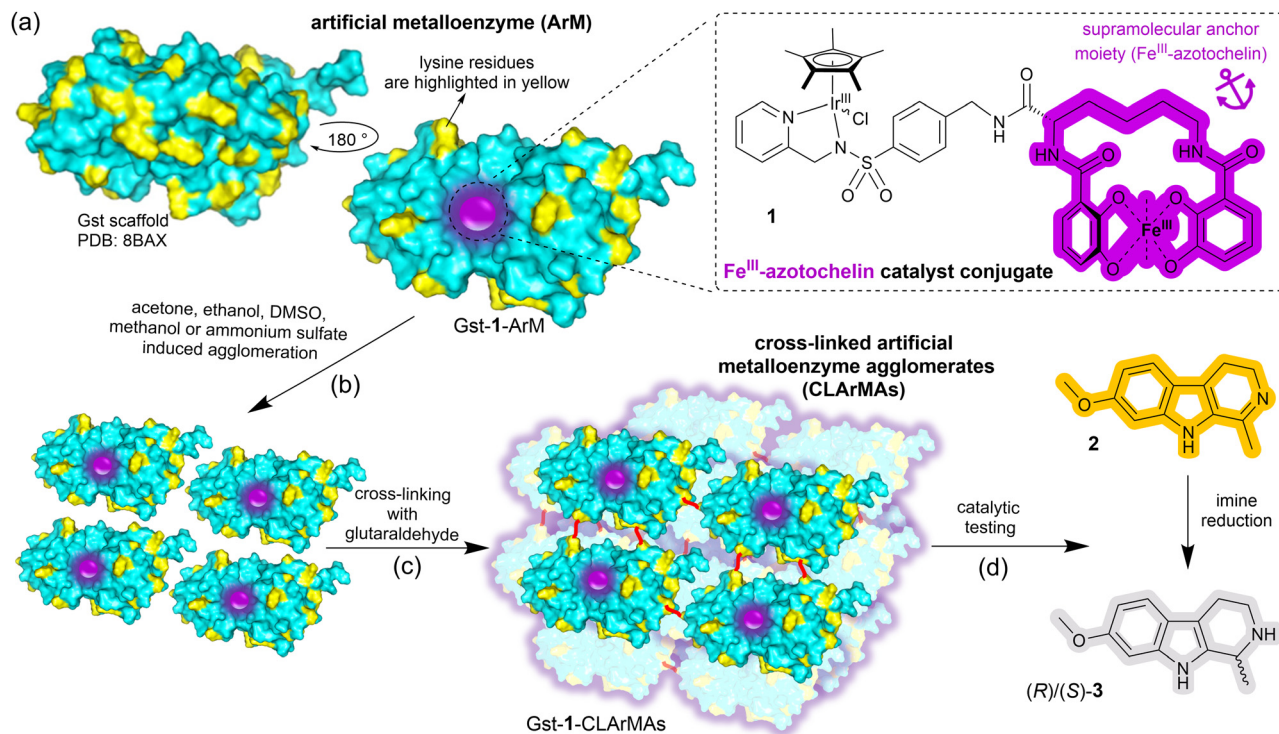 (a)
artificial metalloenzyme (ArM)
lysine residues
are highlighted in yellow
180 °
Gst scaffold
PDB: 8BAX
Gst-1-ArM
supramolecular anchor
moiety (Feᴵᴵᴵ-azotochelin)
Irᴵᴵᴵ
Cl
N
N
S
O
O
N
H
O
HN
O
NH
O
O
O
O
O
Feᴵᴵᴵ
1
Feᴵᴵᴵ-azotochelin catalyst conjugate
acetone, ethanol, DMSO,
methanol or ammonium sulfate
induced agglomeration
(b)
cross-linking
with
glutaraldehyde
(c)
cross-linked artificial
metalloenzyme agglomerates
(CLArMAs)
Gst-1-CLArMAs
catalytic
testing
(d)
O
N
N
H
2
imine
reduction
O
NH
N
H
(R)/(S)-3